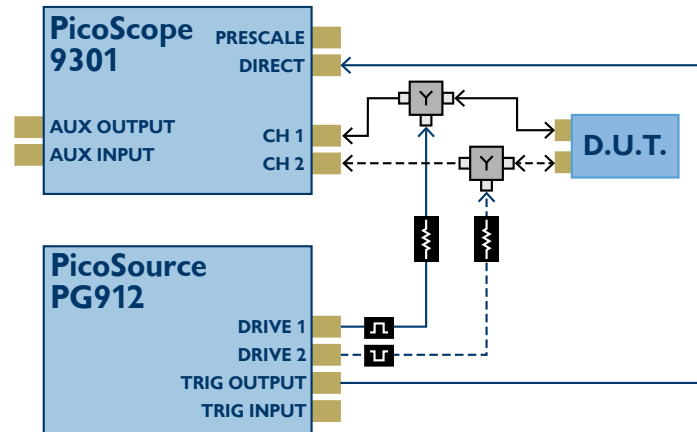 PicoScope
9301
PRESCALE
DIRECT
AUX OUTPUT
AUX INPUT
CH 1
CH 2
Y
Y
D.U.T.
PicoSource
PG912
DRIVE 1
DRIVE 2
TRIG OUTPUT
TRIG INPUT